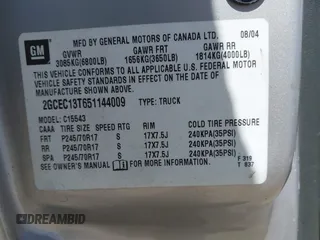 GM
MFD BY GENERAL MOTORS OF CANADA LTD. 08/04
GVWR GAWR FRT GAWR RR
3085KG(6800LB) 1656KG(3650LB) 1814KG(4000LB)
THIS VEHICLE CONFORMS TO ALL APPLICABLE U.S. FEDERAL MOTOR
VEHICLE SAFETY STANDARDS IN EFFECT ON THE DATE OF
MANUFACTURE SHOWN ABOVE.
2GCEC13T651144009 TYPE: TRUCK
MODEL: C15543
CAAA TIRE SIZE SPEED RTG RIM COLD TIRE PRESSURE
FRT P245/70R17 S 17X7.5J 240KPA(35PSI)
RR P245/70R17 S 17X7.5J 240KPA(35PSI)
SPA P245/70R17 S 17X7.5J 240KPA(35PSI)
SEE OWNER'S MANUAL FOR MORE INFORMATION.
F 319
T 037
DREAMBID